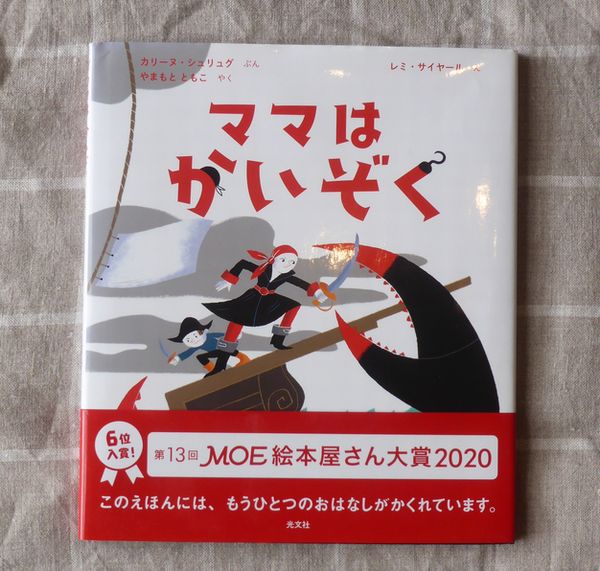 カリーヌ・シュリュグ ぶん
やまもと ともこ やく
レミ・サイヤール え
ママは
かいぞく
6位
入賞!
第13回 MOE 絵本屋さん大賞2020
このえほんには、もうひとつのおはなしがかくれています。
光文社